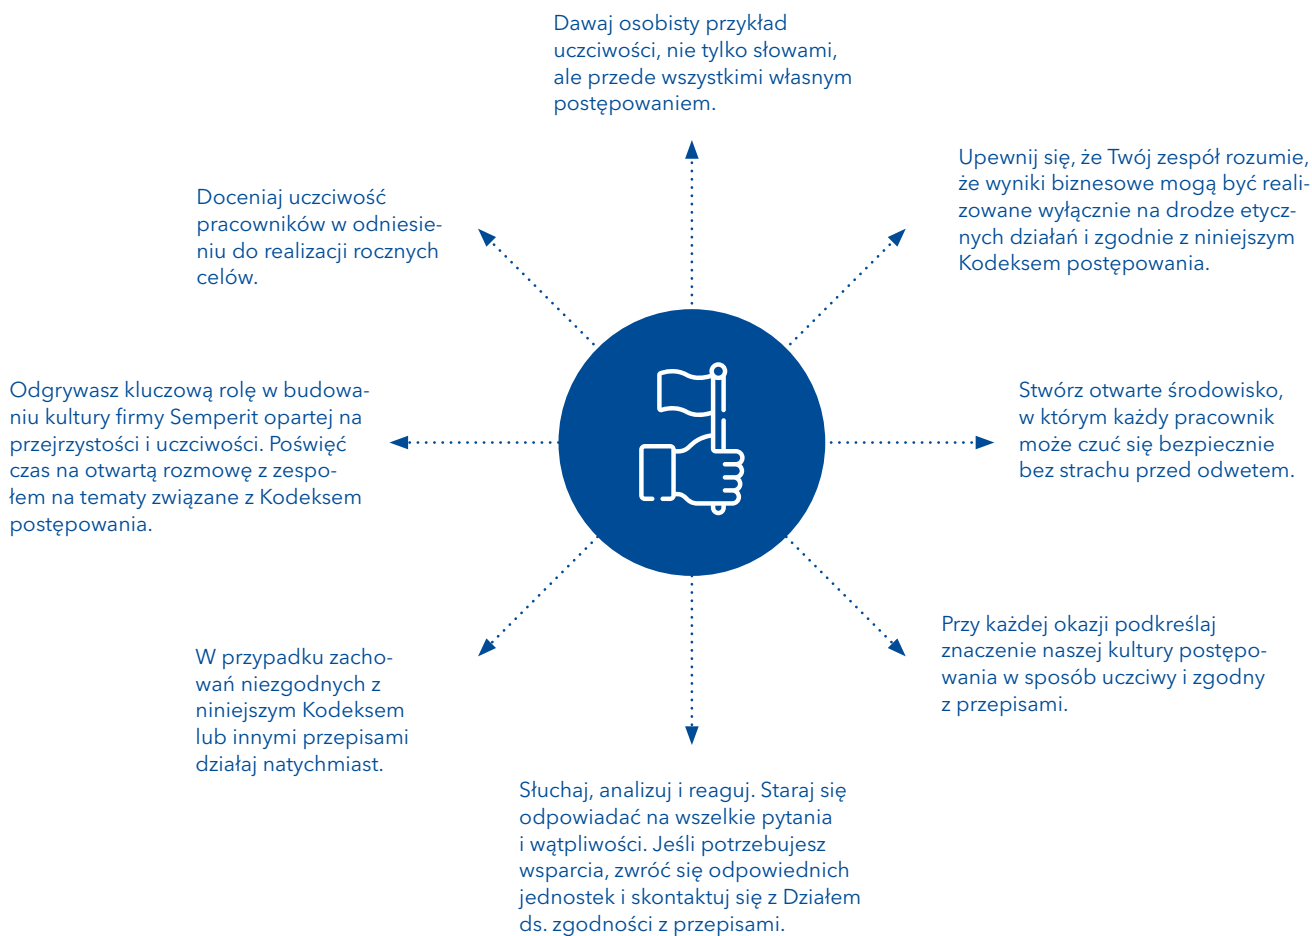 Dawaj osobisty przykład
uczciwości, nie tylko słowami,
ale przede wszystkimi własnym
postępowaniem.
Upewnij się, że Twój zespół rozumie,
że wyniki biznesowe mogą być reali-
zowane wyłącznie na drodze etycz-
nych działań i zgodnie z niniejszym
Kodeksem postępowania.
Stwórz otwarte środowisko,
w którym każdy pracownik
może czuć się bezpiecznie
bez strachu przed odwetem.
Przy każdej okazji podkreślaj
znaczenie naszej kultury postępo-
wania w sposób uczciwy i zgodny
z przepisami.
Słuchaj, analizuj i reaguj. Staraj się
odpowiadać na wszelkie pytania
i wątpliwości. Jeśli potrzebujesz
wsparcia, zwróć się odpowiednich
jednostek i skontaktuj się z Działem
ds. zgodności z przepisami.
W przypadku zacho-
wań niezgodnych z
niniejszym Kodeksem
lub innymi przepisami
działaj natychmiast.
Odgrywasz kluczową rolę w budowa-
niu kultury firmy Semperit opartej na
przejrzystości i uczciwości. Poświęć
czas na otwartą rozmowę z zespo-
łem na tematy związane z Kodeksem
postępowania.
Doceniaj uczciwość
pracowników w odniesie-
niu do realizacji rocznych
celów.